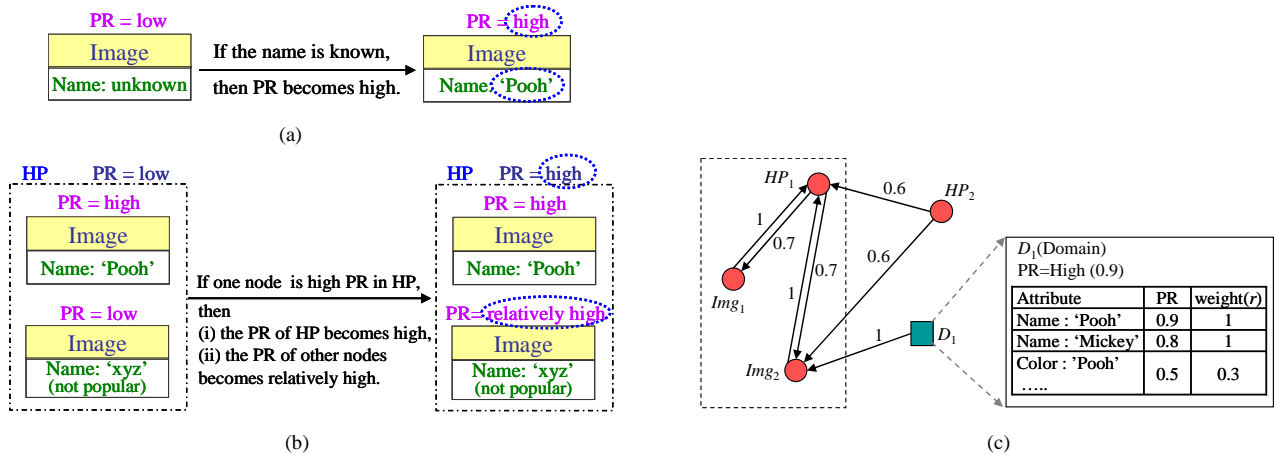 PR = low
Image
Name: unknown
If the name is known,
then PR becomes high.
PR = high
Image
Name: ‘Pooh’
(a)
HP PR = low
PR = high
Image
Name: ‘Pooh’
PR = low
Image
Name: ‘xyz’
(not popular)
If one node is high PR in HP,
then
(i) the PR of HP becomes high,
(ii) the PR of other nodes
becomes relatively high.
HP PR = high
PR = high
Image
Name: ‘Pooh’
PR= relatively high
Image
Name: ‘xyz’
(not popular)
(b)
HP1
HP2
0.6
1
0.7
0.6
0.7
1
Img1
1
D1
Img2
D1(Domain)
PR=High (0.9)
Attribute PR weight(r)
Name : ‘Pooh’ 0.9 1
Name : ‘Mickey’ 0.8 1
Color : ’Pooh’ 0.5 0.3
.....
(c)